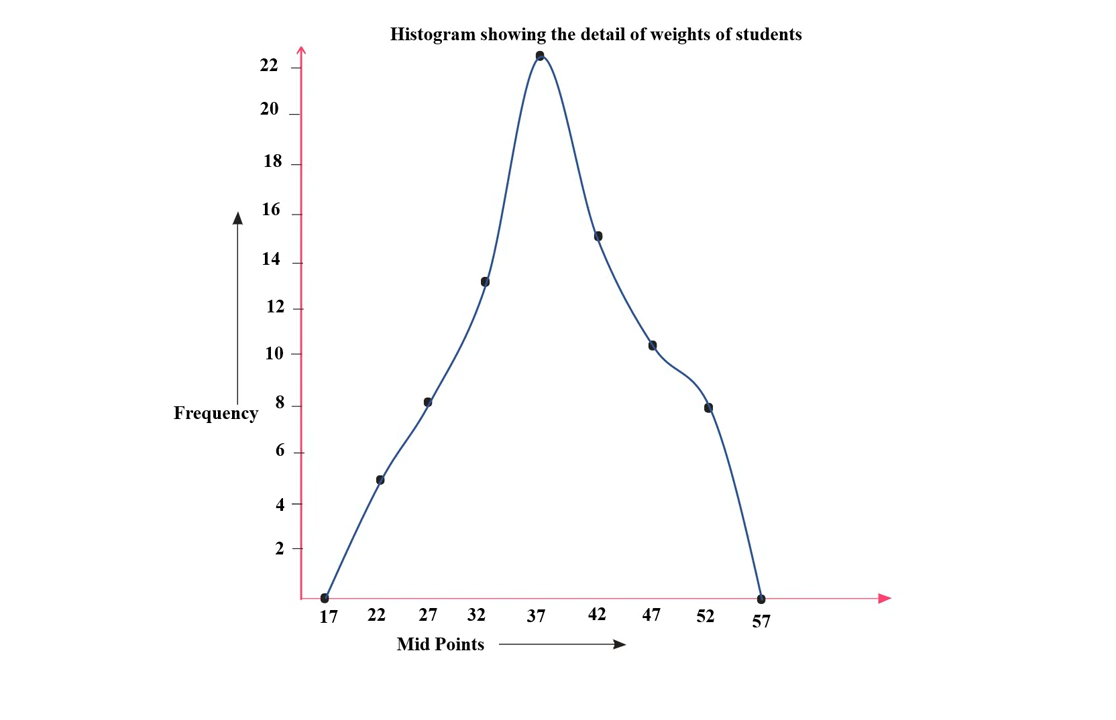 Histogram showing the detail of weights of students
22
20
18
16
14
12
10
8
Frequency
6
4
2
17 22 27 32 37 42 47 52 57
Mid Points